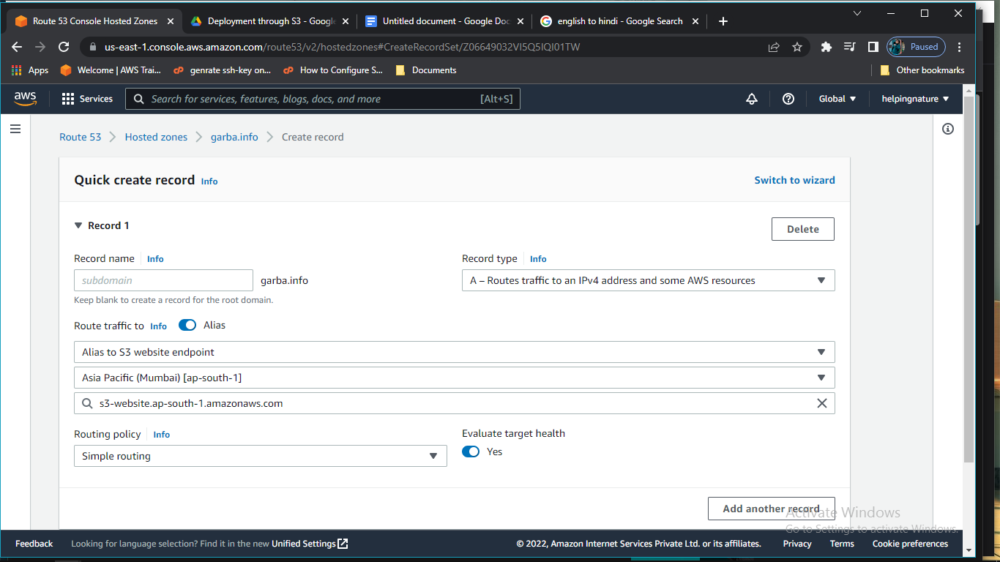 Route 53 Console Hosted Zones
Deployment through S3 - Google
Untitled document - Google Doc
english to hindi - Google Search
us-east-1.console.aws.amazon.com/route53/v2/hostedzones#CreateRecordSet/Z06649032VI5Q5IQI01TW
Paused
Apps
Welcome | AWS Trai...
genrate ssh-key on...
How to Configure S...
Documents
Other bookmarks
aws
Services
Search for services, features, blogs, docs, and more
[Alt+S]
Global
helpingnature
Route 53
Hosted zones
garba.info
Create record
Quick create record Info
Switch to wizard
Record 1
Delete
Record name Info
Record type Info
subdomain
garba.info
A – Routes traffic to an IPv4 address and some AWS resources
Keep blank to create a record for the root domain.
Route traffic to Info
Alias
Alias to S3 website endpoint
Asia Pacific (Mumbai) [ap-south-1]
s3-website.ap-south-1.amazonaws.com
Routing policy Info
Evaluate target health
Simple routing
Yes
Add another record
Activate Windows
Go to Settings to activate Windows.
Feedback
Looking for language selection? Find it in the new Unified Settings
© 2022, Amazon Internet Services Private Ltd. or its affiliates.
Privacy
Terms
Cookie preferences